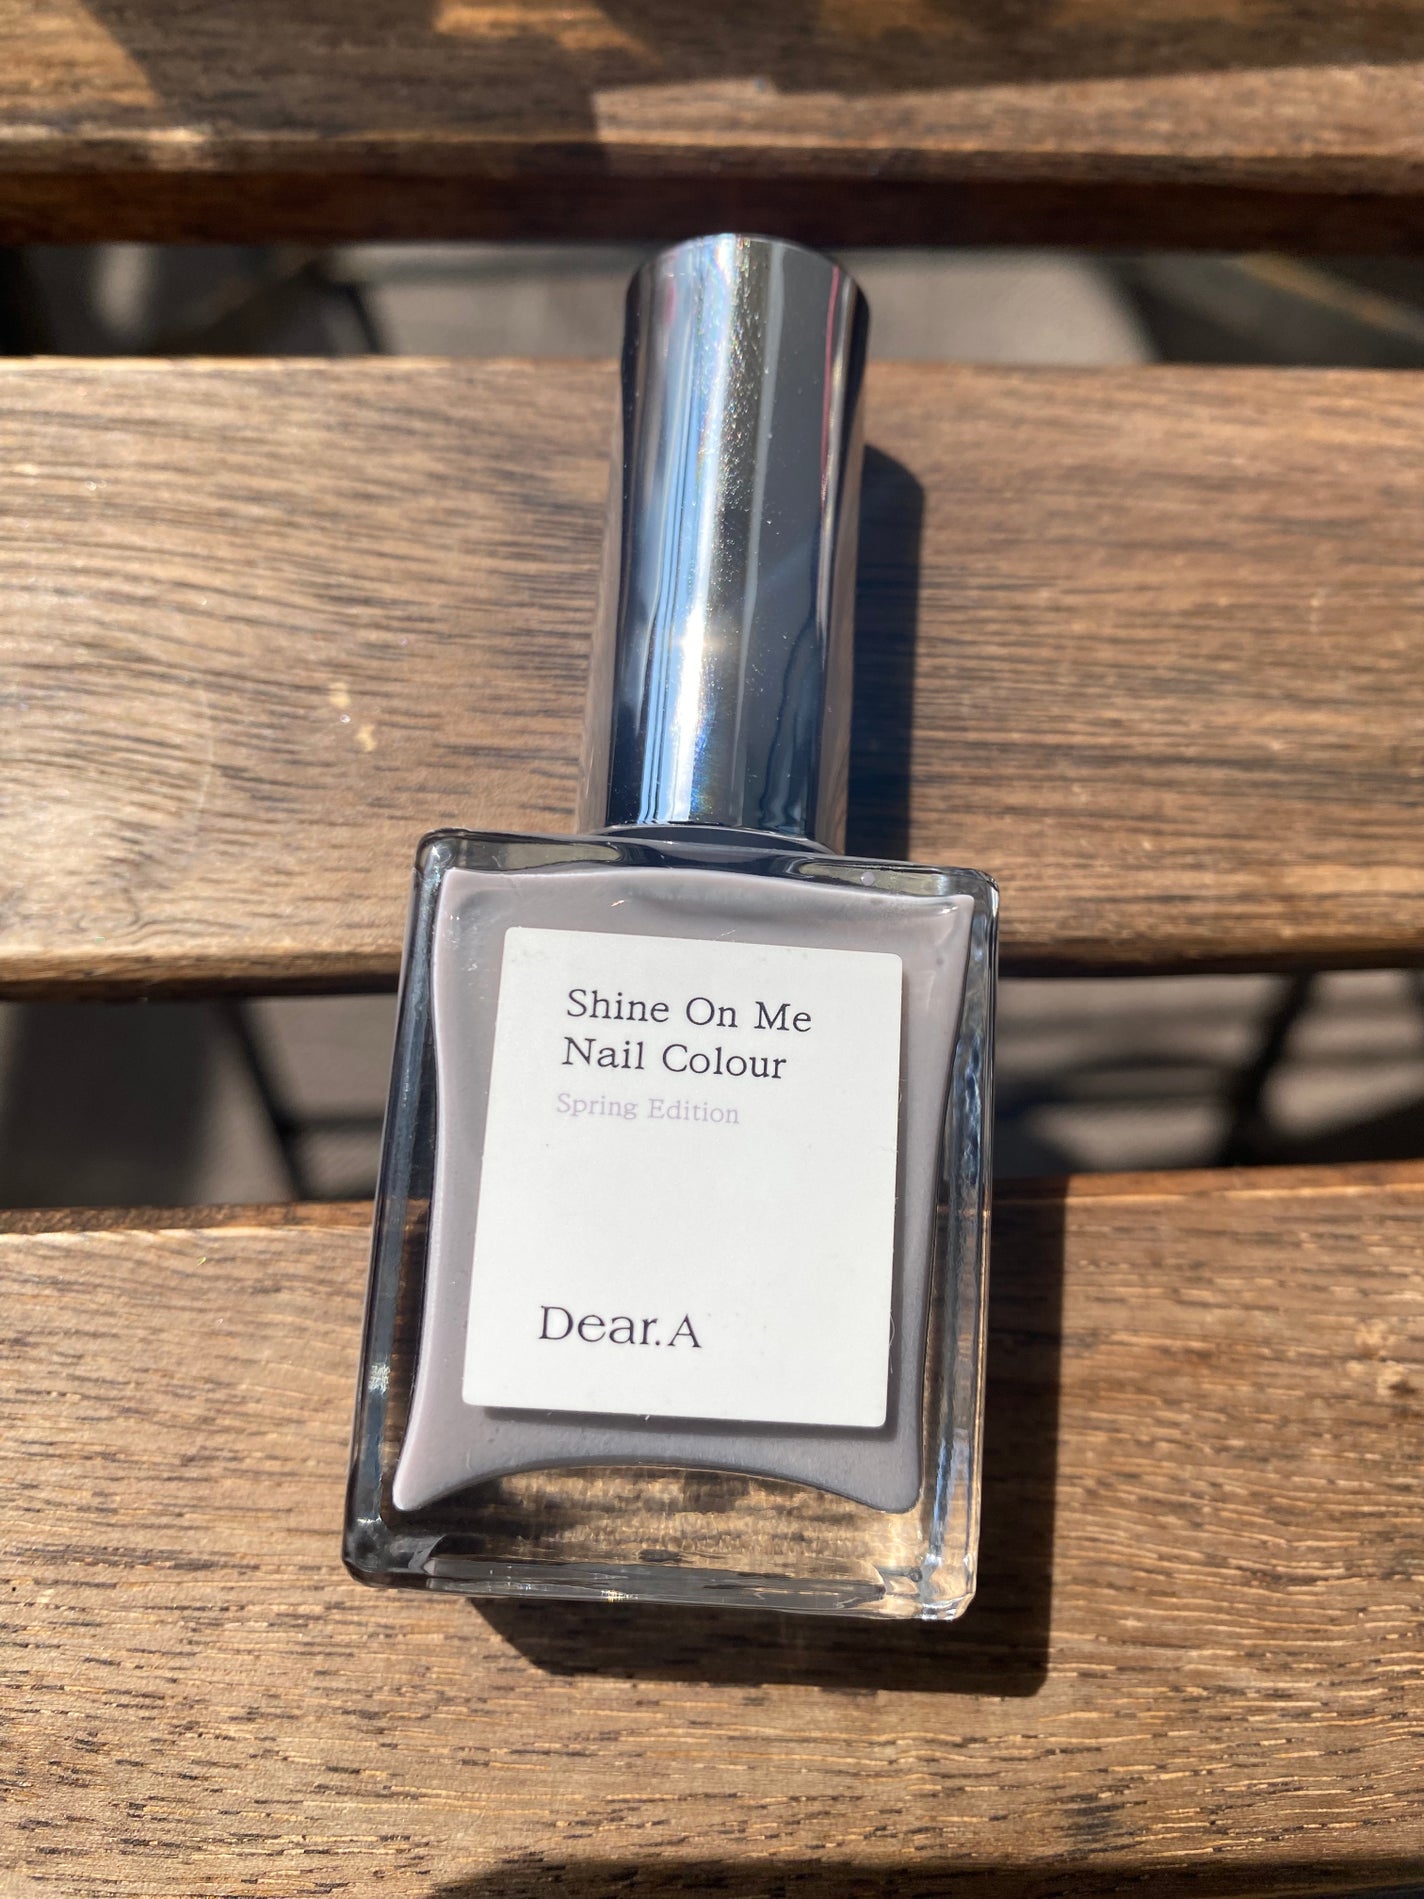 Shine On Me
Nail Colour
Spring Edition
Dear.A